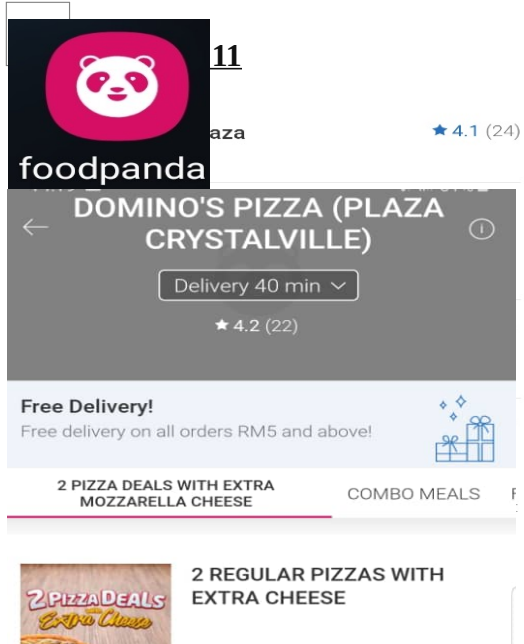 11
aza
★ 4.1 (24)
foodpanda
DOMINO'S PIZZA (PLAZA
CRYSTALVILLE)
Delivery 40 min
★ 4.2 (22)
Free Delivery!
Free delivery on all orders RM5 and above!
2 PIZZA DEALS WITH EXTRA
MOZZARELLA CHEESE
COMBO MEALS
2 REGULAR PIZZAS WITH
EXTRA CHEESE
2 PIZZA DEALS
Extra Cheese